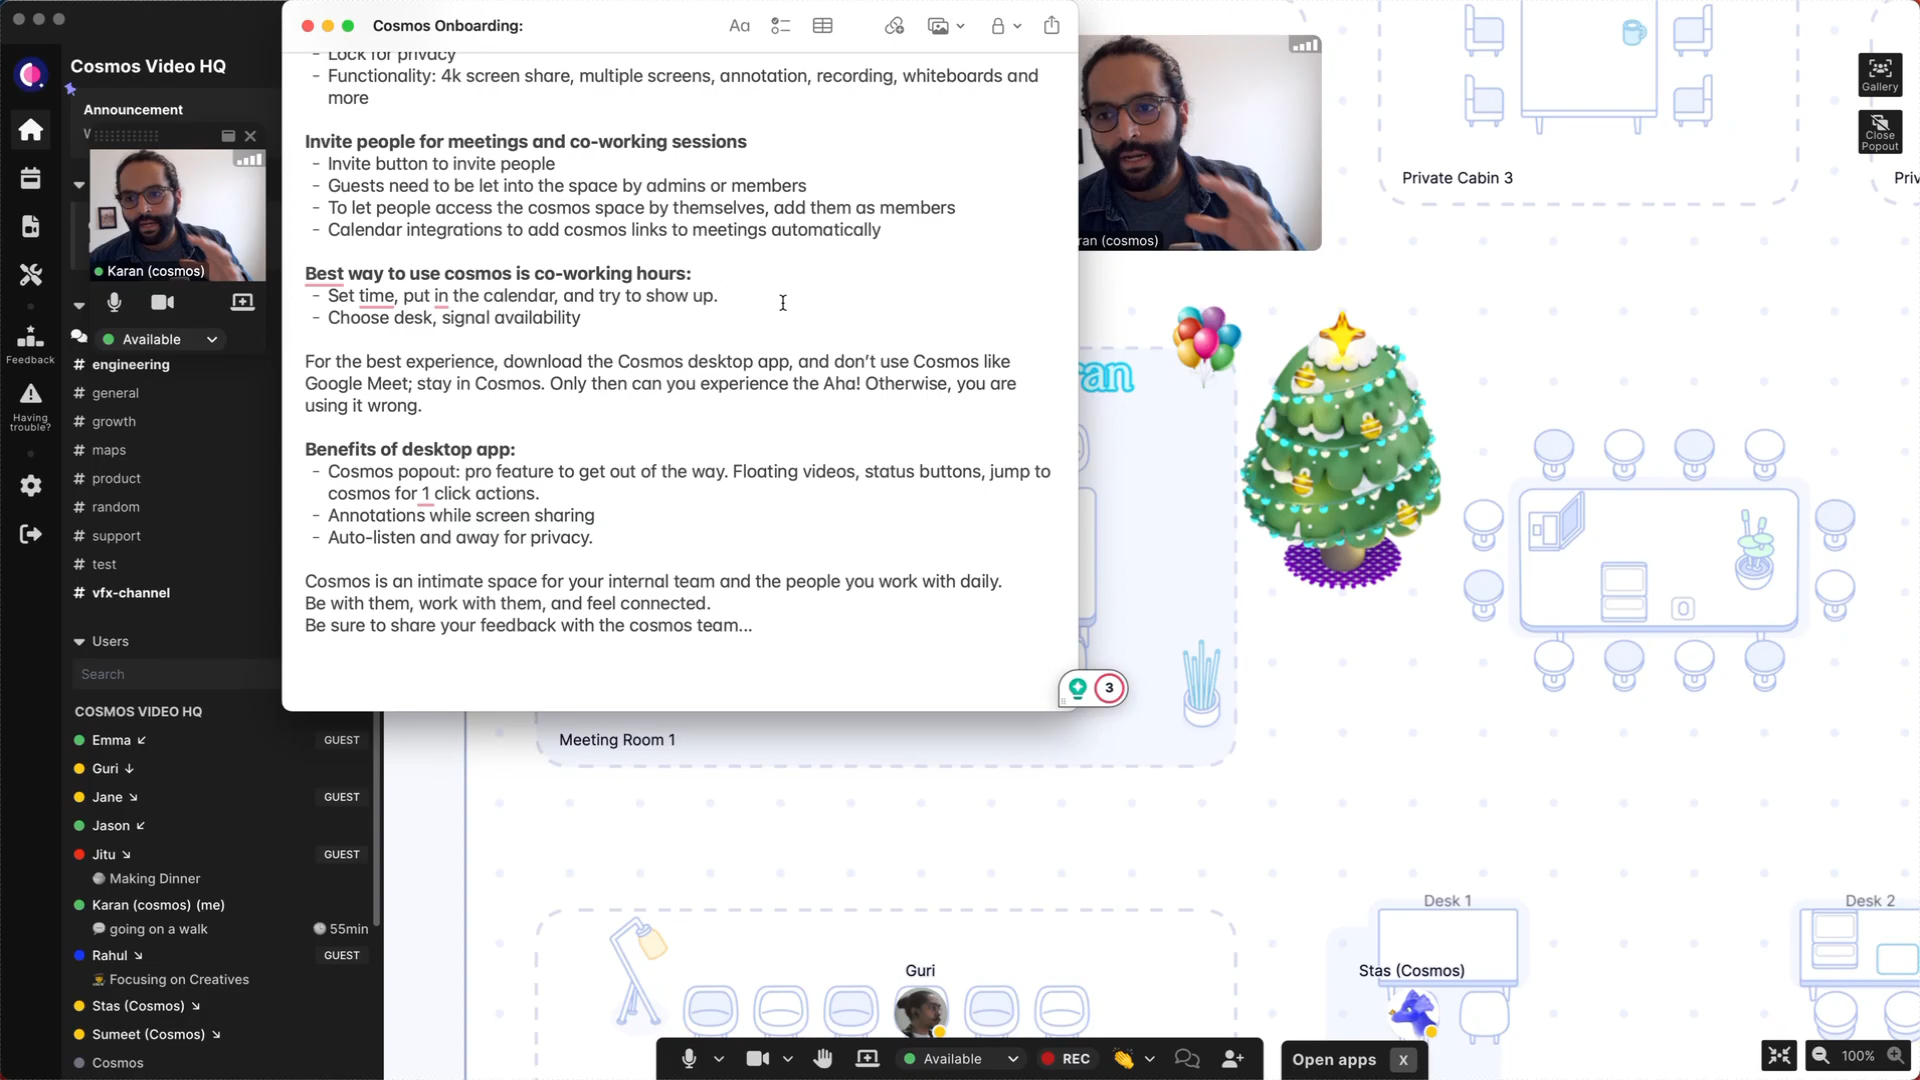 Cosmos Onboarding:
Aa
- Lock for privacy
- Functionality: 4k screen share, multiple screens, annotation, recording, whiteboards and
more
Invite people for meetings and co-working sessions
- Invite button to invite people
- Guests need to be let into the space by admins or members
- To let people access the cosmos space by themselves, add them as members
- Calendar integrations to add cosmos links to meetings automatically
Best way to use cosmos is co-working hours:
- Set time, put in the calendar, and try to show up.
- Choose desk, signal availability
For the best experience, download the Cosmos desktop app, and don’t use Cosmos like
Google Meet; stay in Cosmos. Only then can you experience the Aha! Otherwise, you are
using it wrong.
Benefits of desktop app:
- Cosmos popout: pro feature to get out of the way. Floating videos, status buttons, jump to
cosmos for 1 click actions.
- Annotations while screen sharing
- Auto-listen and away for privacy.
Cosmos is an intimate space for your internal team and the people you work with daily.
Be with them, work with them, and feel connected.
Be sure to share your feedback with the cosmos team...
3
Cosmos Video HQ
Announcement
V
Karan (cosmos)
Available
Feedback
Having
trouble?
# engineering
# general
# growth
# maps
# product
# random
# support
# test
# vfx-channel
Users
Search
COSMOS VIDEO HQ
Emma ↙ GUEST
Guri ↓
Jane ↘ GUEST
Jason ↙
Jitu ↘ GUEST
Making Dinner
Karan (cosmos) (me)
going on a walk 55min
Rahul ↘ GUEST
Focusing on Creatives
Stas (Cosmos) ↘
Sumeet (Cosmos) ↘
Cosmos
ran (cosmos)
Private Cabin 3
Priv
Gallery
Close
Popout
ran
Meeting Room 1
Guri
Desk 1
Stas (Cosmos)
Desk 2
Available
REC
Open apps X
100%